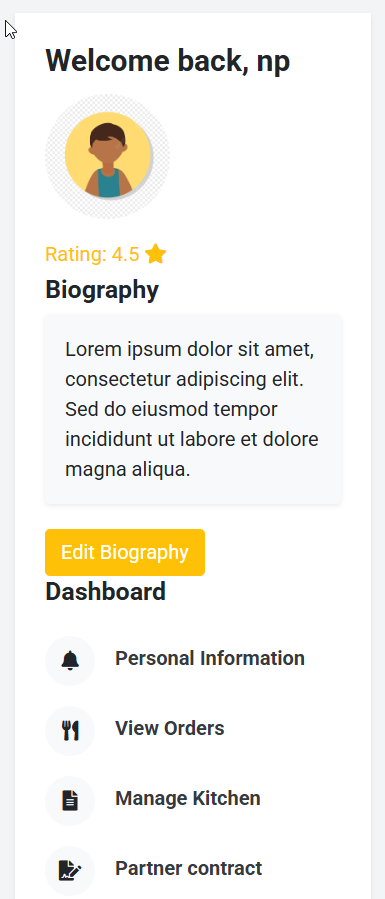 Welcome back, np
Rating: 4.5
Biography
Lorem ipsum dolor sit amet,
consectetur adipiscing elit.
Sed do eiusmod tempor
incididunt ut labore et dolore
magna aliqua.
Edit Biography
Dashboard
Personal Information
View Orders
Manage Kitchen
Partner contract